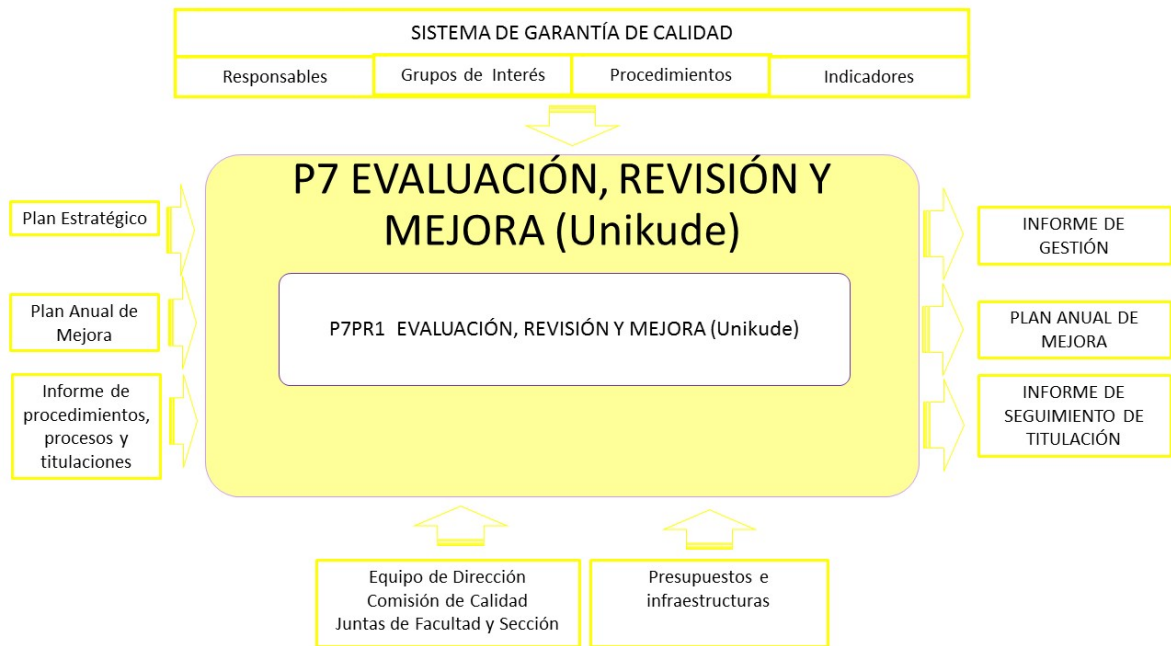 SISTEMA DE GARANTÍA DE CALIDAD
Responsables
Grupos de Interés
Procedimientos
Indicadores
P7 EVALUACIÓN, REVISIÓN Y
MEJORA (Unikude)
P7PR1 EVALUACIÓN, REVISIÓN Y MEJORA (Unikude)
Plan Estratégico
Plan Anual de
Mejora
Informe de
procedimientos,
procesos y
titulaciones
INFORME DE
GESTIÓN
PLAN ANUAL DE
MEJORA
INFORME DE
SEGUIMIENTO DE
TITULACIÓN
Equipo de Dirección
Comisión de Calidad
Juntas de Facultad y Sección
Presupuestos e
infraestructuras